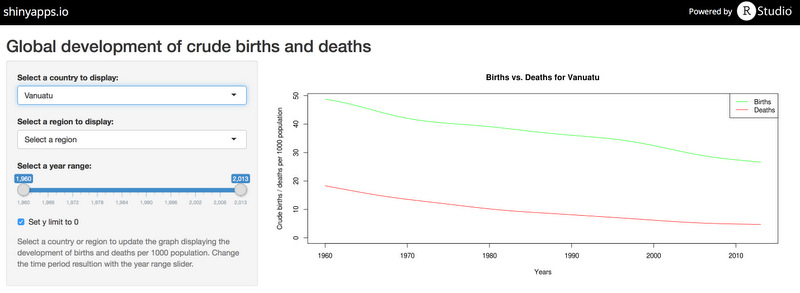 shinyapps.io
Powered by R Studio
Global development of crude births and deaths
Select a country to display:
Vanuatu
Select a region to display:
Select a region
Select a year range:
1,960 2,013
1,960 1,966 1,972 1,978 1,984 1,990 1,996 2,002 2,008 2,013
Set y limit to 0
Select a country or region to update the graph displaying the
development of births and deaths per 1000 population. Change
the time period resultion with the year range slider.
Births vs. Deaths for Vanuatu
Births
Deaths
Crude births / deaths per 1000 population
50
40
30
20
10
0
1960 1970 1980 1990 2000 2010
Years